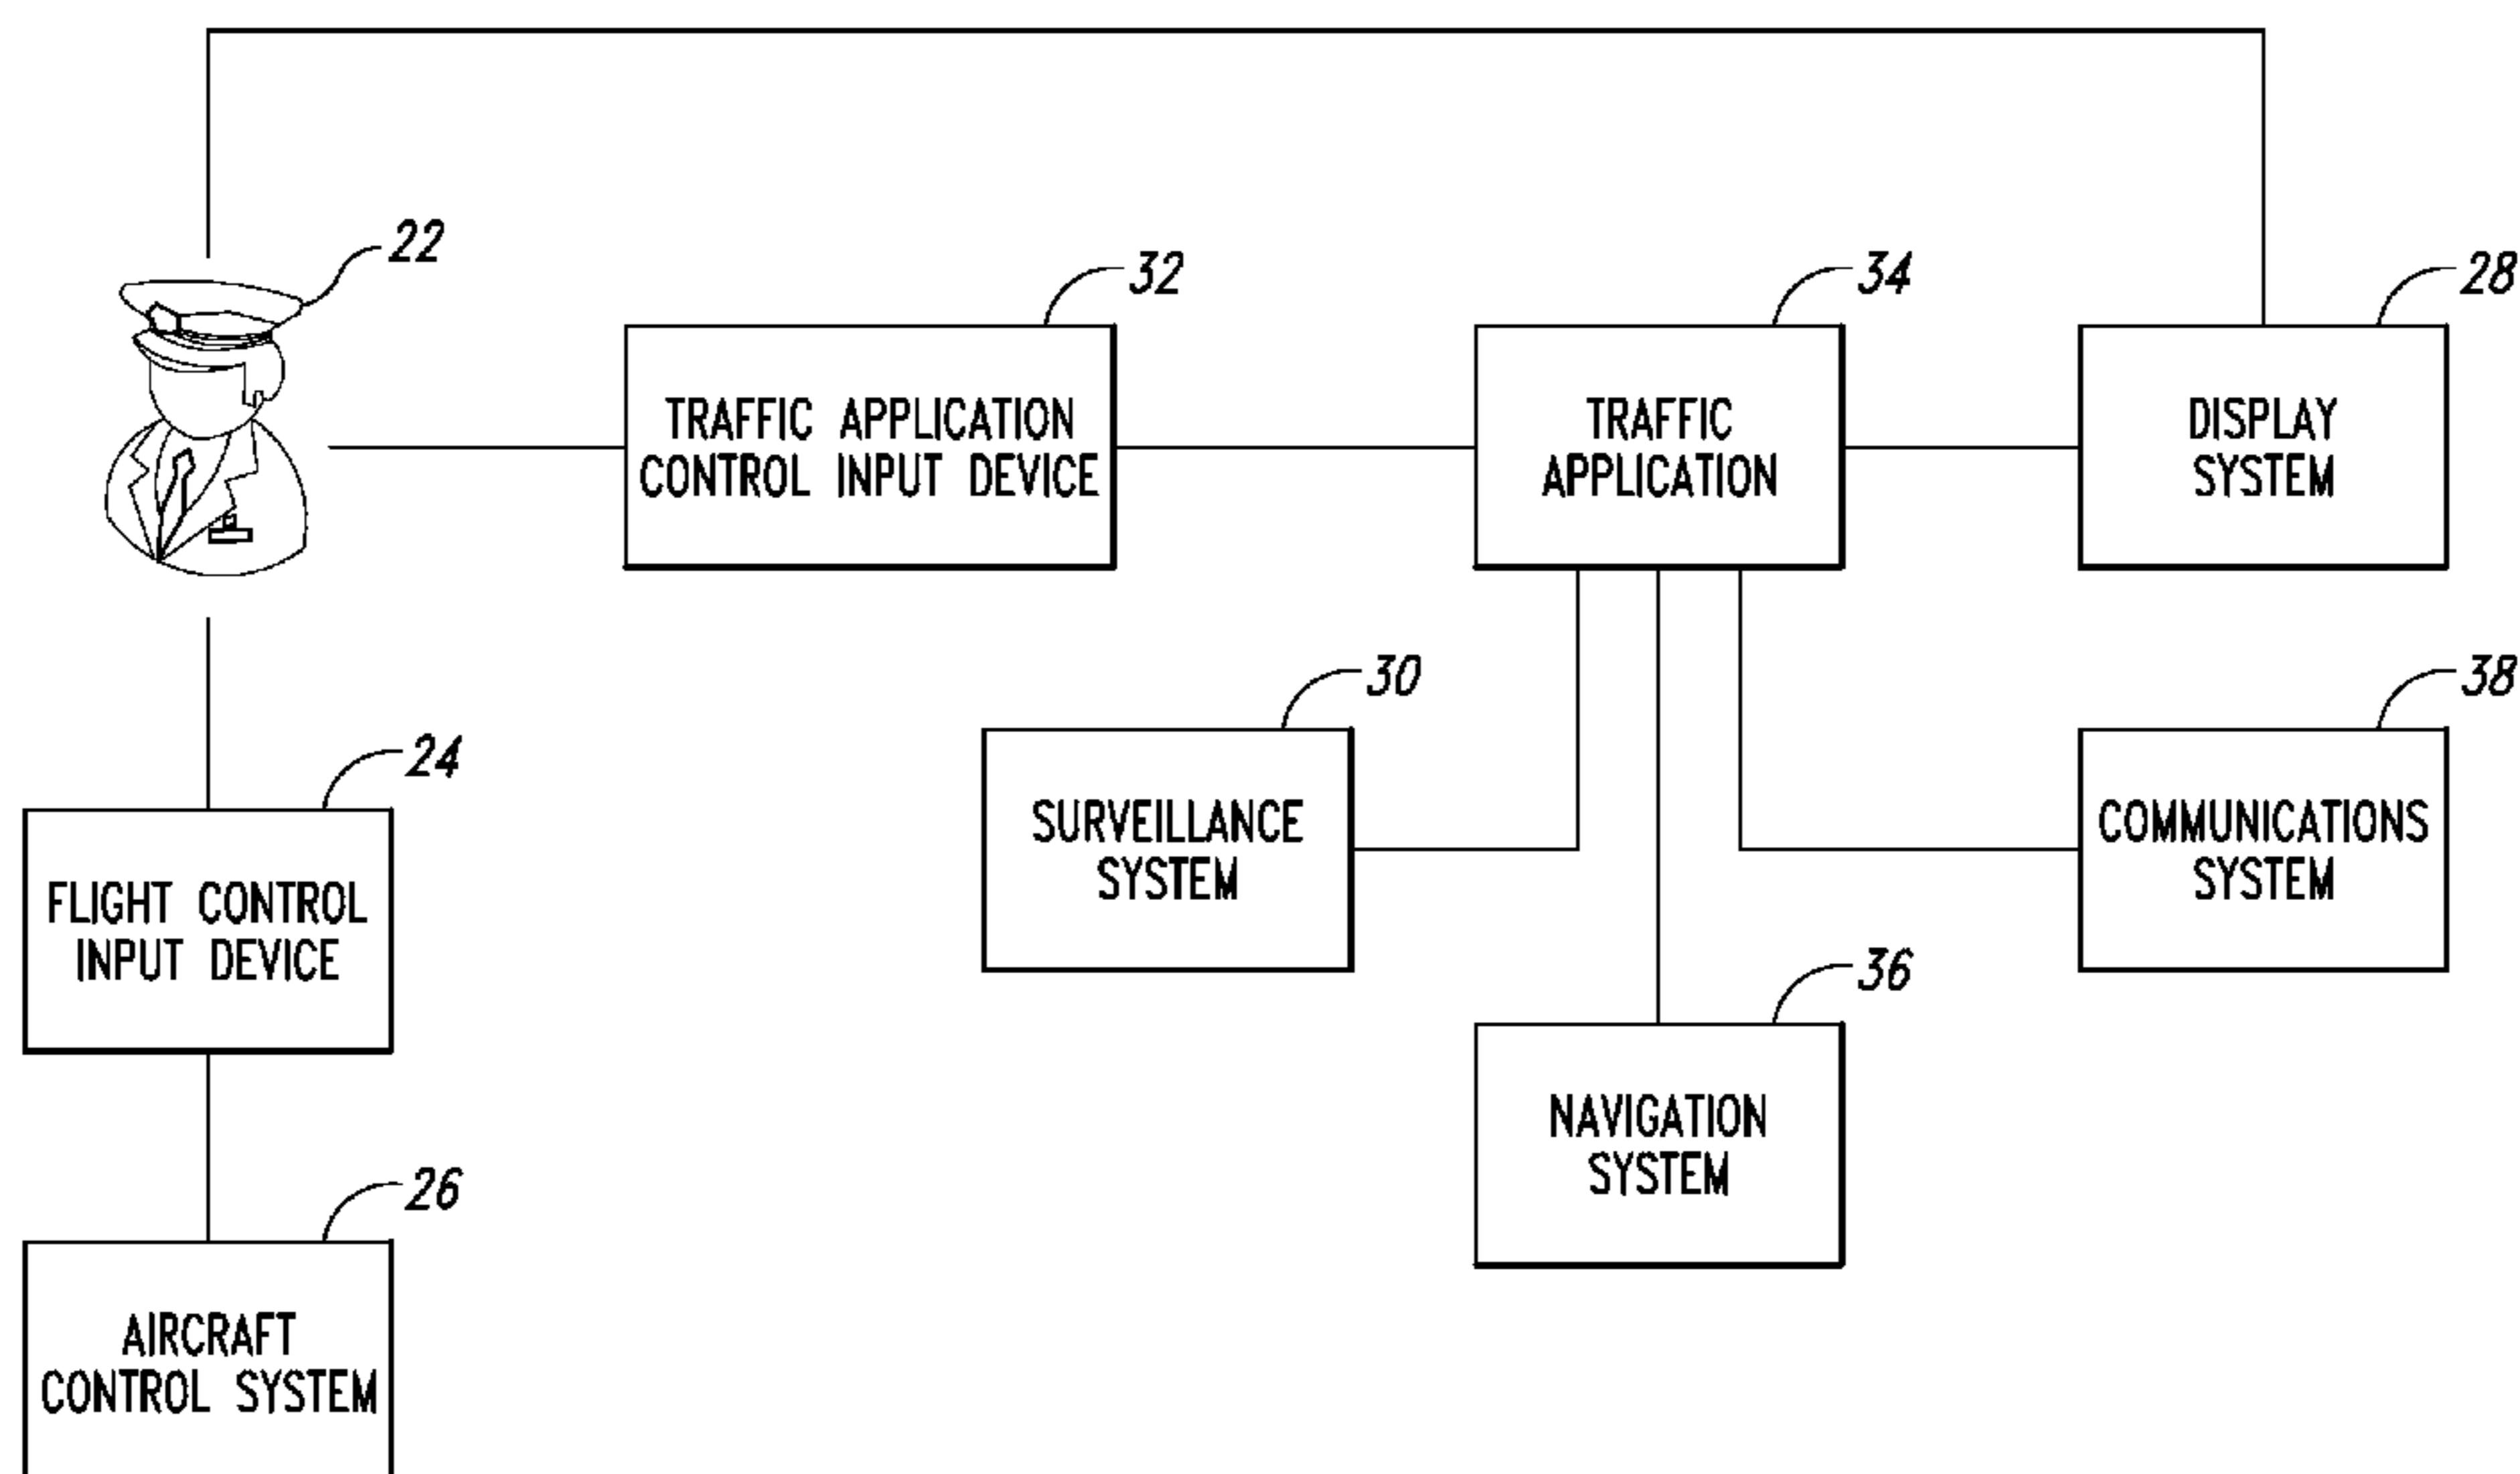 22
32
TRAFFIC APPLICATION
CONTROL INPUT DEVICE
34
TRAFFIC
APPLICATION
28
DISPLAY
SYSTEM
30
SURVEILLANCE
SYSTEM
38
COMMUNICATIONS
SYSTEM
24
FLIGHT CONTROL
INPUT DEVICE
36
NAVIGATION
SYSTEM
26
AIRCRAFT
CONTROL SYSTEM